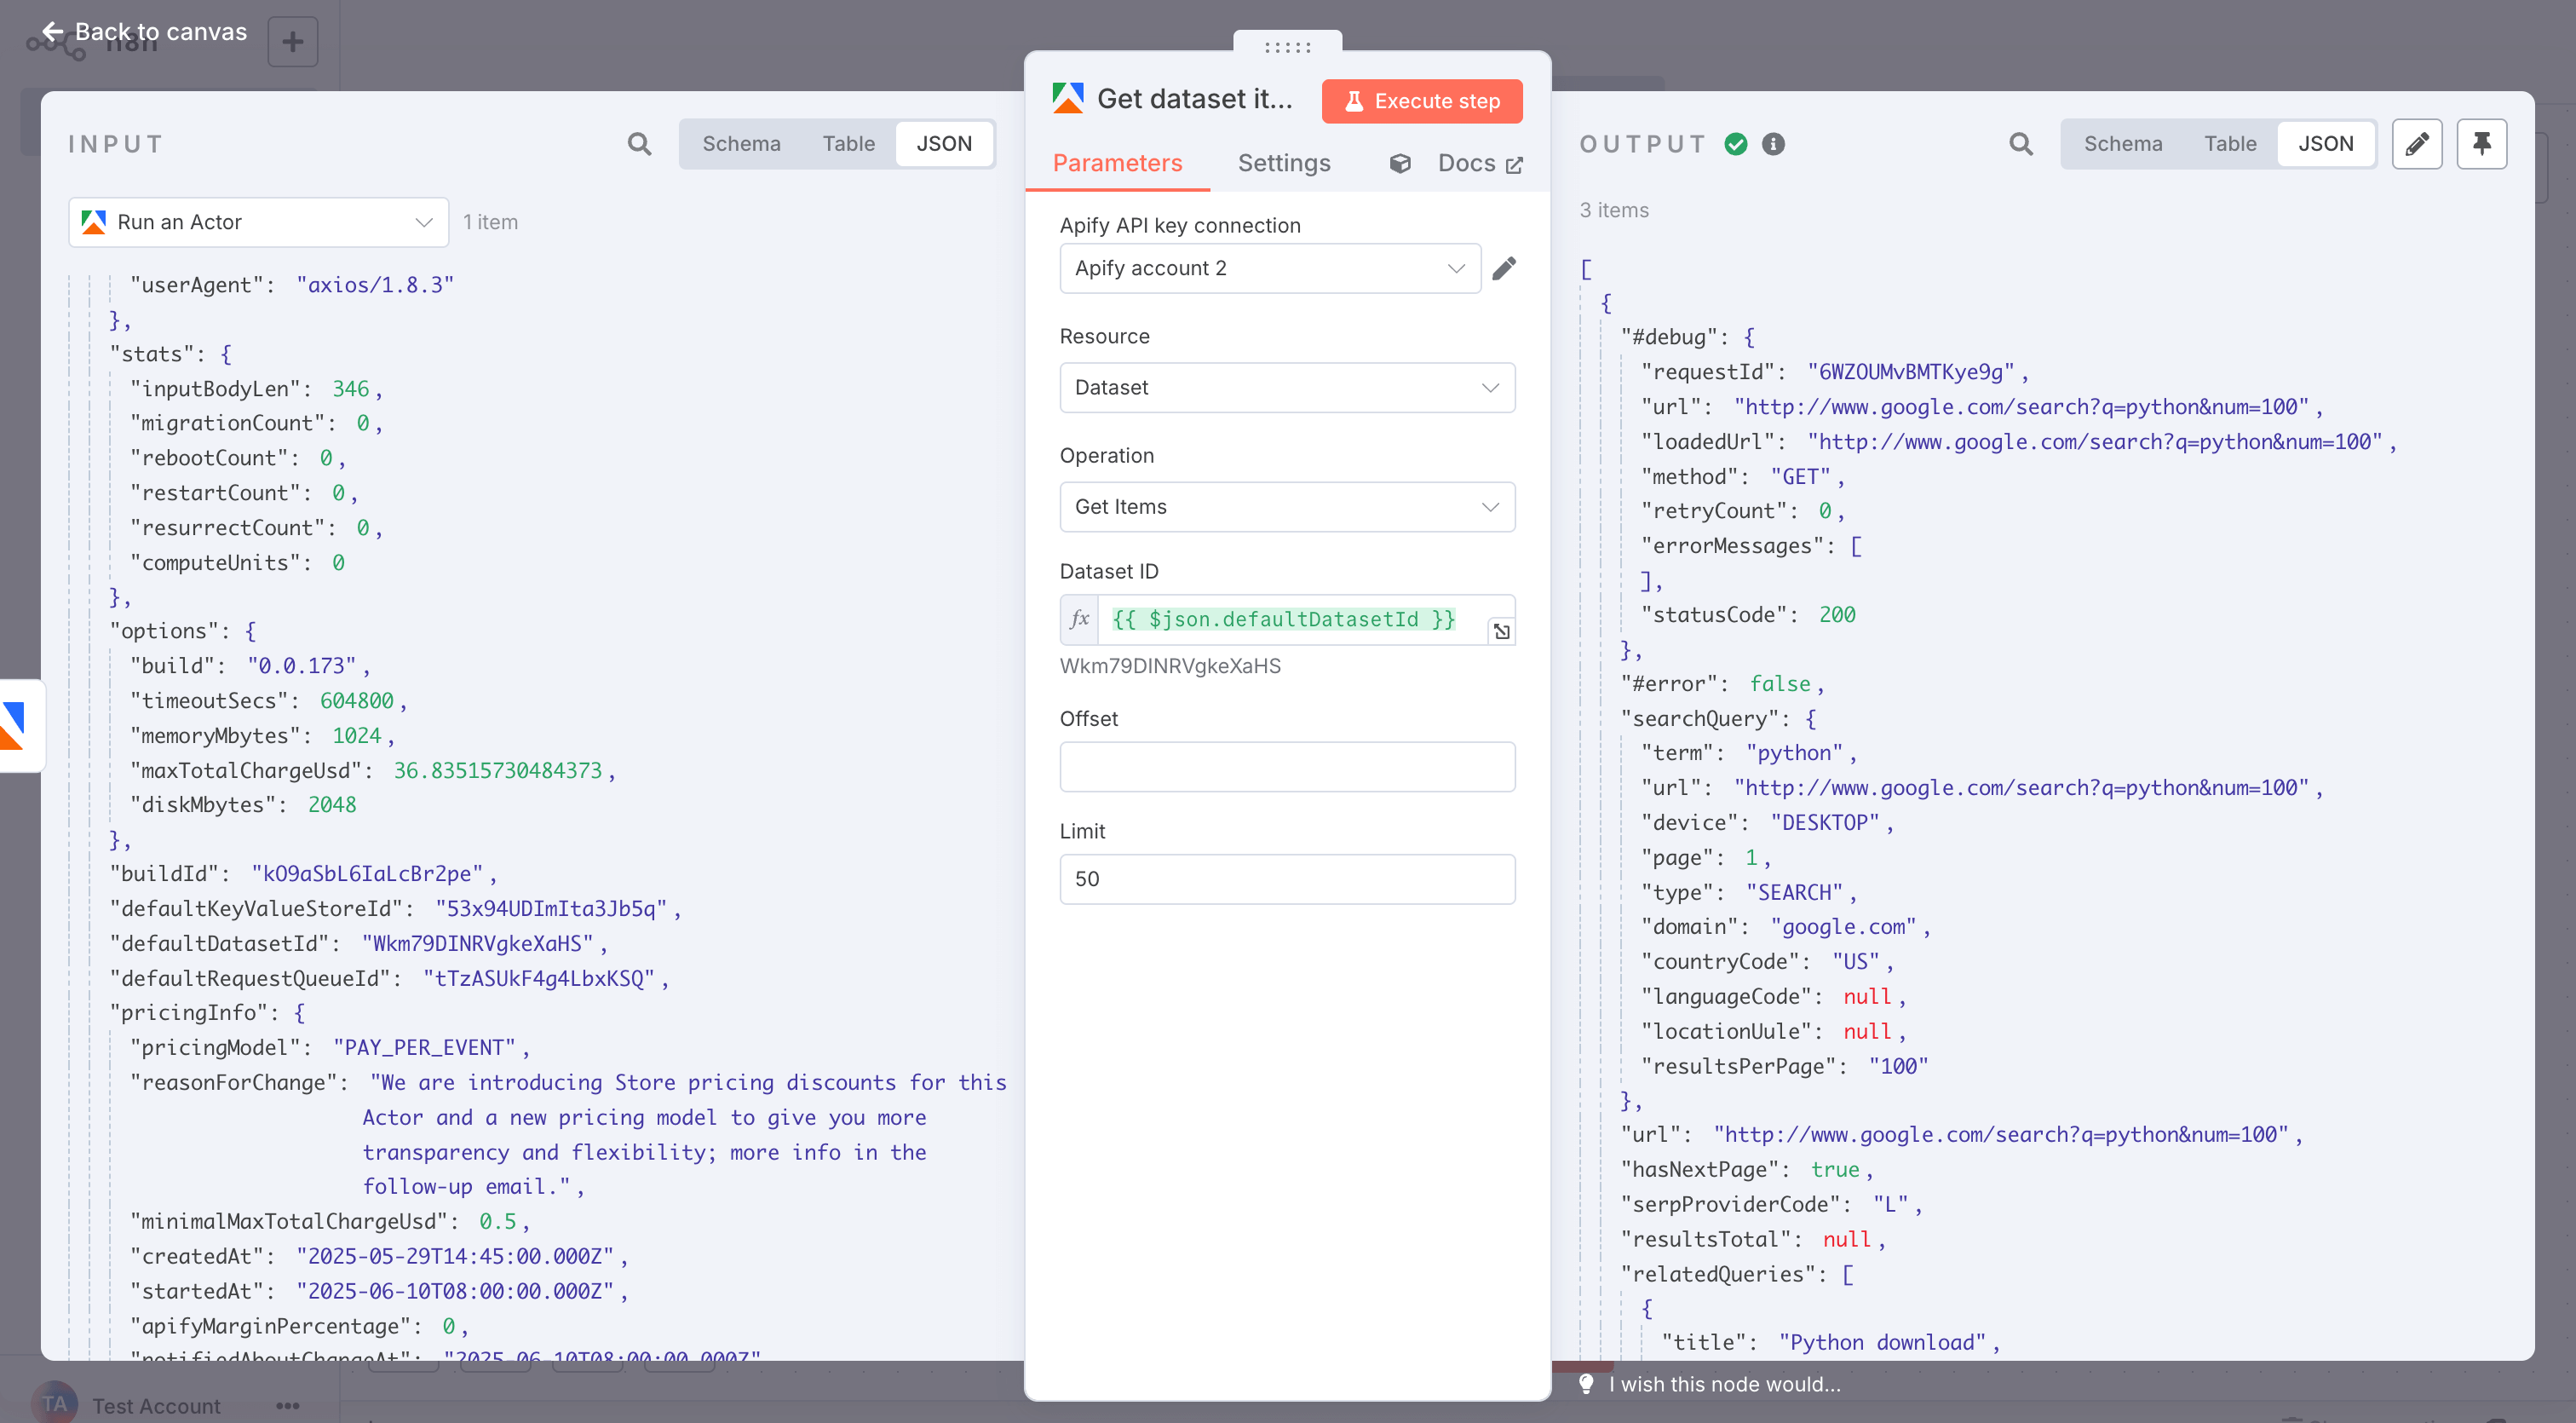 Back to canvas
n8n
INPUT
Schema
Table
JSON
Run an Actor
1 item
"userAgent": "axios/1.8.3"
},
"stats": {
"inputBodyLen": 346,
"migrationCount": 0,
"rebootCount": 0,
"restartCount": 0,
"resurrectCount": 0,
"computeUnits": 0
},
"options": {
"build": "0.0.173",
"timeoutSecs": 604800,
"memoryMbytes": 1024,
"maxTotalChargeUsd": 36.83515730484373,
"diskMbytes": 2048
},
"buildId": "kO9aSbL6IaLcBr2pe",
"defaultKeyValueStoreId": "53x94UDImIta3Jb5q",
"defaultDatasetId": "Wkm79DINRVgkeXaHS",
"defaultRequestQueueId": "tTzASUkF4g4LbxKSQ",
"pricingInfo": {
"pricingModel": "PAY_PER_EVENT",
"reasonForChange": "We are introducing Store pricing discounts for this
Actor and a new pricing model to give you more
transparency and flexibility; more info in the
follow-up email.",
"minimalMaxTotalChargeUsd": 0.5,
"createdAt": "2025-05-29T14:45:00.000Z",
"startedAt": "2025-06-10T08:00:00.000Z",
"apifyMarginPercentage": 0,
"notifiedAboutChangeAt": "2025-06-10T08:00:00.000Z"
TA
Test Account
Get dataset it...
Execute step
Parameters
Settings
Docs
Apify API key connection
Apify account 2
Resource
Dataset
Operation
Get Items
Dataset ID
fx {{ $json.defaultDatasetId }}
Wkm79DINRVgkeXaHS
Offset
Limit
50
OUTPUT
Schema
Table
JSON
3 items
[
{
"#debug": {
"requestId": "6WZOUMvBMTKye9g",
"url": "http://www.google.com/search?q=python&num=100",
"loadedUrl": "http://www.google.com/search?q=python&num=100",
"method": "GET",
"retryCount": 0,
"errorMessages": [
],
"statusCode": 200
},
"#error": false,
"searchQuery": {
"term": "python",
"url": "http://www.google.com/search?q=python&num=100",
"device": "DESKTOP",
"page": 1,
"type": "SEARCH",
"domain": "google.com",
"countryCode": "US",
"languageCode": null,
"locationUule": null,
"resultsPerPage": "100"
},
"url": "http://www.google.com/search?q=python&num=100",
"hasNextPage": true,
"serpProviderCode": "L",
"resultsTotal": null,
"relatedQueries": [
{
"title": "Python download",
I wish this node would...